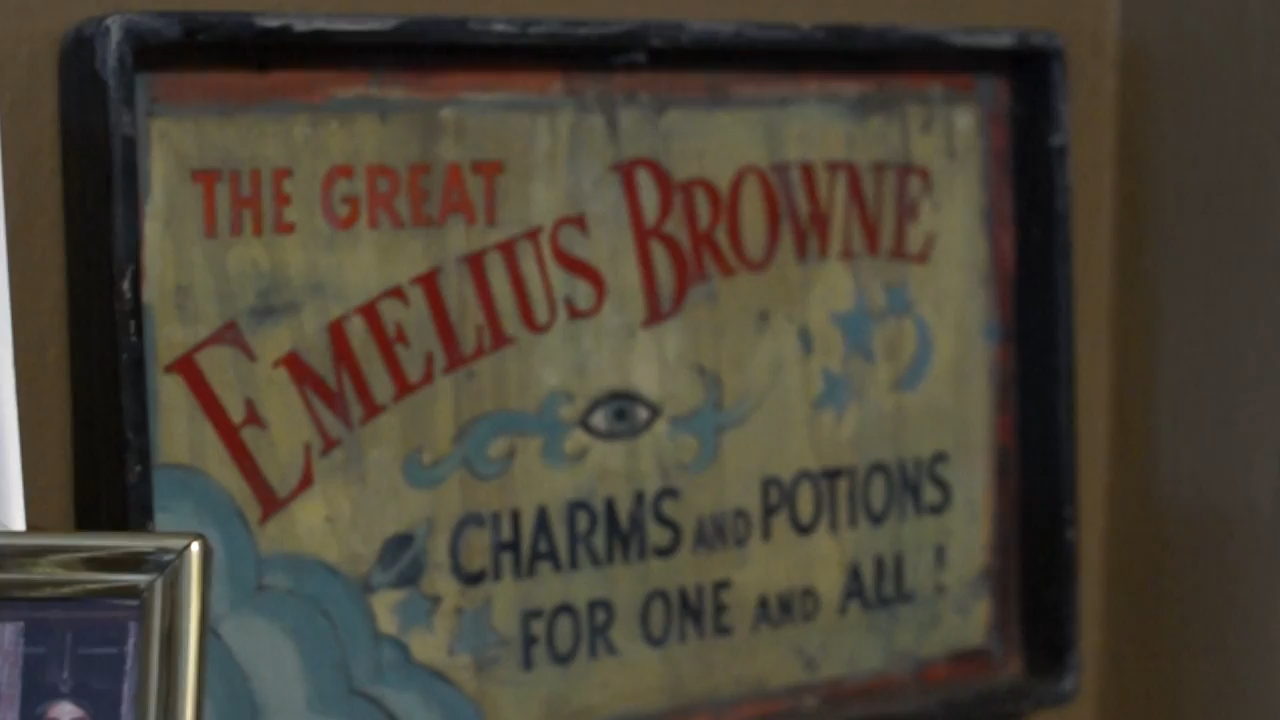 THE GREAT
EMELIUS BROWNE
CHARMS AND POTIONS
FOR ONE AND ALL!